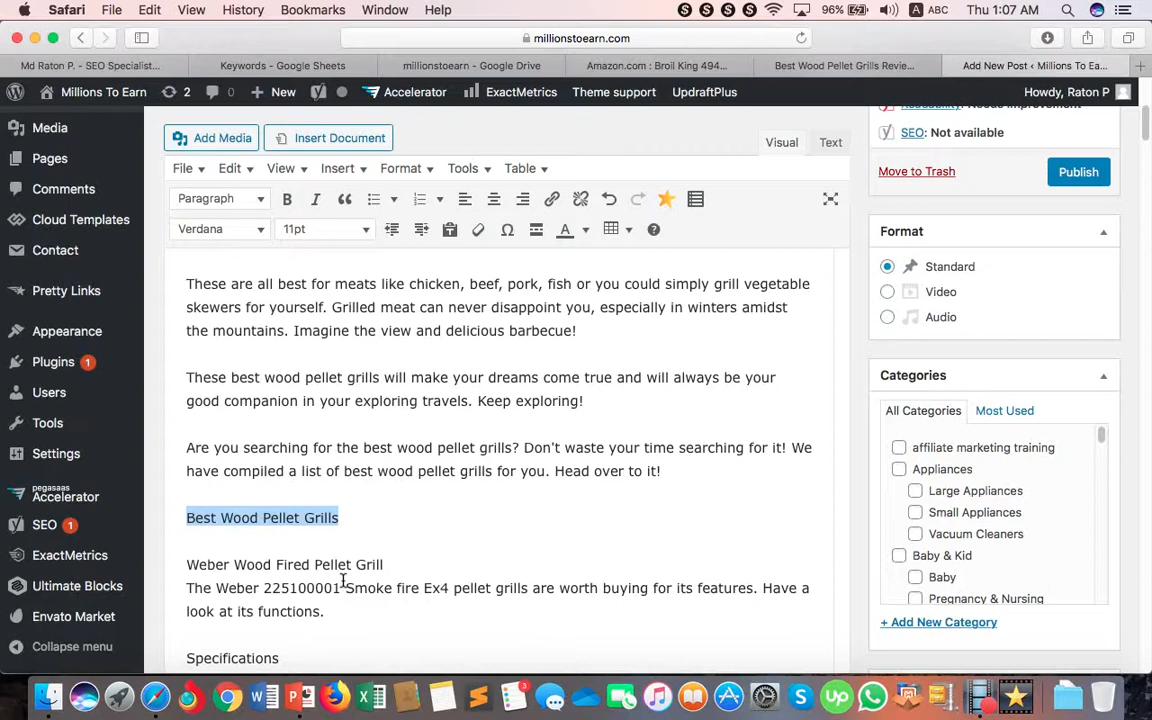 Safari File Edit View History Bookmarks Window Help 96% ABC Thu 1:07 AM
millionstoearn.com
Md Raton P. - SEO Specialist... Keywords - Google Sheets millionstoearn - Google Drive Amazon.com : Broil King 494... Best Wood Pellet Grills Revie... Add New Post ‹ Millions To Ea...
Millions To Earn 2 0 New Accelerator ExactMetrics Theme support UpdraftPlus Howdy, Raton P
Media
Pages
Comments
Cloud Templates
Contact
Pretty Links
Appearance
Plugins 1
Users
Tools
Settings
pegasaas
Accelerator
SEO 1
ExactMetrics
Ultimate Blocks
Envato Market
Collapse menu
Add Media Insert Document Visual Text
File Edit View Insert Format Tools Table
Paragraph
Verdana 11pt
These are all best for meats like chicken, beef, pork, fish or you could simply grill vegetable
skewers for yourself. Grilled meat can never disappoint you, especially in winters amidst
the mountains. Imagine the view and delicious barbecue!
These best wood pellet grills will make your dreams come true and will always be your
good companion in your exploring travels. Keep exploring!
Are you searching for the best wood pellet grills? Don't waste your time searching for it! We
have compiled a list of best wood pellet grills for you. Head over to it!
Best Wood Pellet Grills
Weber Wood Fired Pellet Grill
The Weber 225100001 Smoke fire Ex4 pellet grills are worth buying for its features. Have a
look at its functions.
Specifications
Readability: Needs improvement
SEO: Not available
Move to Trash Publish
Format
Standard
Video
Audio
Categories
All Categories Most Used
affiliate marketing training
Appliances
Large Appliances
Small Appliances
Vacuum Cleaners
Baby & Kid
Baby
Pregnancy & Nursing
+ Add New Category